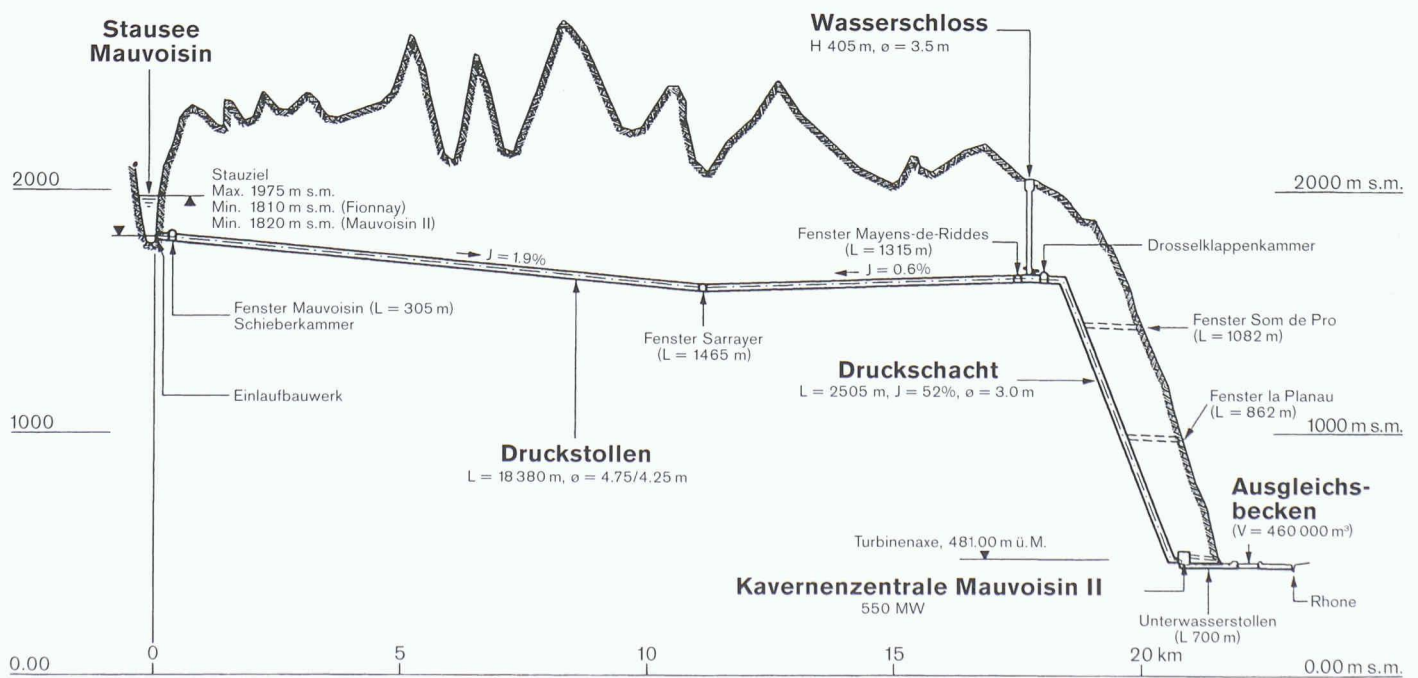 Stausee
Mauvoisin
Wasserschloss
H 405 m, ø = 3.5 m
2000
Stauziel
Max. 1975 m s.m.
Min. 1810 m s.m. (Fionnay)
Min. 1820 m s.m. (Mauvoisin II)
2000 m s.m.
Fenster Mayens-de-Riddes
(L = 1315 m)
Drosselklappenkammer
J = 1.9%
J = 0.6%
Fenster Mauvoisin (L = 305 m)
Schieberkammer
Fenster Sarrayer
(L = 1465 m)
Fenster Som de Pro
(L = 1082 m)
Druckschacht
L = 2505 m, J = 52%, ø = 3.0 m
Einlaufbauwerk
Fenster la Planau
(L = 862 m)
1000
1000 m s.m.
Druckstollen
L = 18 380 m, ø = 4.75/4.25 m
Ausgleichs-
becken
(V = 460 000 m³)
Turbinenaxe, 481.00 m ü.M.
Kavernenzentrale Mauvoisin II
550 MW
Rhone
Unterwasserstollen
(L 700 m)
0.00
0
5
10
15
20 km
0.00 m s.m.